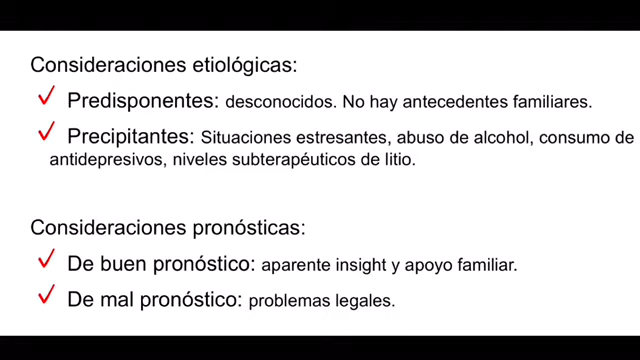 Consideraciones etiológicas:
✓ Predisponentes: desconocidos. No hay antecedentes familiares.
✓ Precipitantes: Situaciones estresantes, abuso de alcohol, consumo de
antidepresivos, niveles subterapéuticos de litio.
Consideraciones pronósticas:
✓ De buen pronóstico: aparente insight y apoyo familiar.
✓ De mal pronóstico: problemas legales.